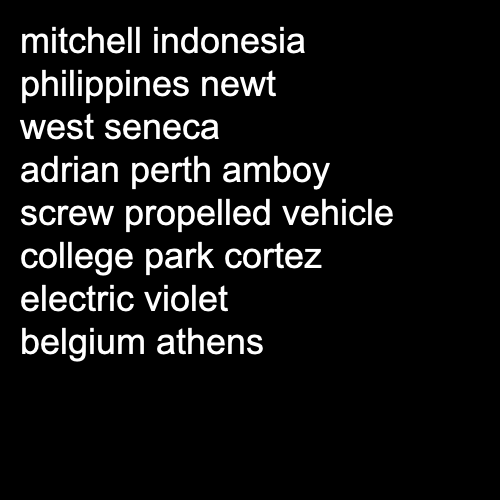 mitchell indonesia
philippines newt
west seneca
adrian perth amboy
screw propelled vehicle
college park cortez
electric violet
belgium athens